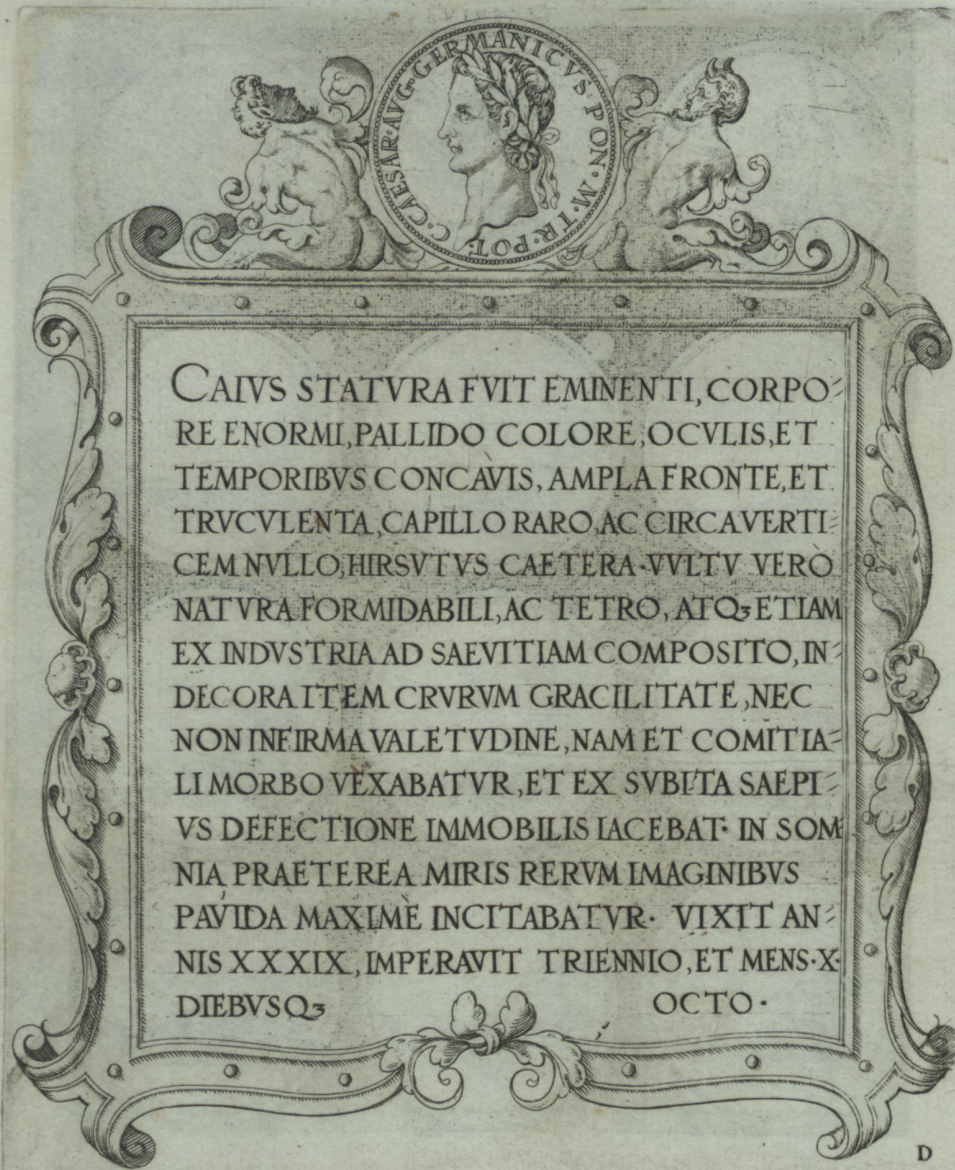 C·CAESAR·AVG·GERMANICVS·PON·M·TR·POT·
CAIVS STATVRA FVIT EMINENTI, CORPO-
RE ENORMI, PALLIDO COLORE, OCVLIS, ET
TEMPORIBVS CONCAVIS, AMPLA FRONTE, ET
TRVCVLENTA, CAPILLO RARO, AC CIRCA VERTI-
CEM NVLLO, HIRSVTVS CAETERA· VVLTV VERÒ
NATVRA FORMIDABILI, AC TETRO, ATQꝫ ETIAM
EX INDVSTRIA AD SAEVITIAM COMPOSITO, IN-
DECORA ITEM CRVRVM GRACILITATE, NEC
NON INFIRMA VALETVDINE, NAM ET COMITIA-
LI MORBO VEXABATVR, ET EX SVBITA SAEPI-
VS DEFECTIONE IMMOBILIS IACEBAT· IN SOM
NIA PRAETEREA MIRIS RERVM IMAGINIBVS
PAVIDA MAXIMÈ INCITABATVR· VIXIT AN-
NIS XXXIX, IMPERAVIT TRIENNIO, ET MENS·X·
DIEBVSQꝫ OCTO·
D